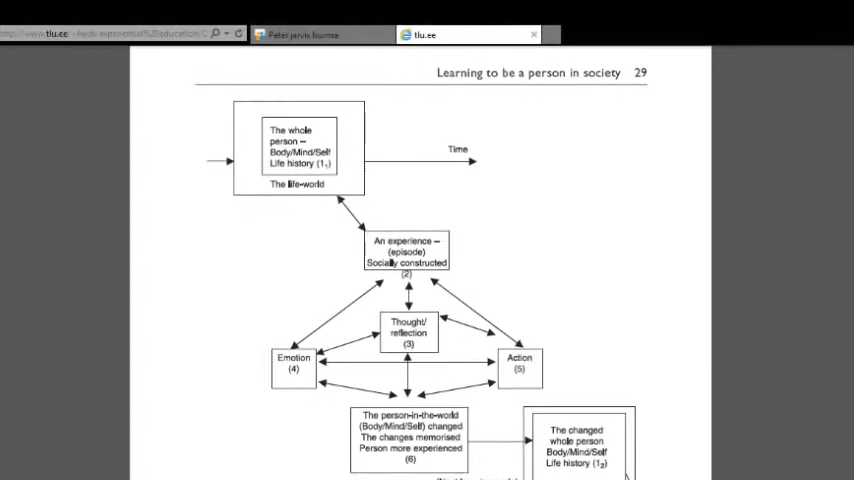 Peter jarvis
tlu.ee
Learning to be a person in society 29
The whole
person –
Body/Mind/Self
Life history (1₁)
The life-world
Time
An experience –
(episode)
Socially constructed
(2)
Thought/
reflection
(3)
Emotion
(4)
Action
(5)
The person-in-the-world
(Body/Mind/Self) changed
The changes memorised
Person more experienced
(6)
The changed
whole person
Body/Mind/Self
Life history (1₂)